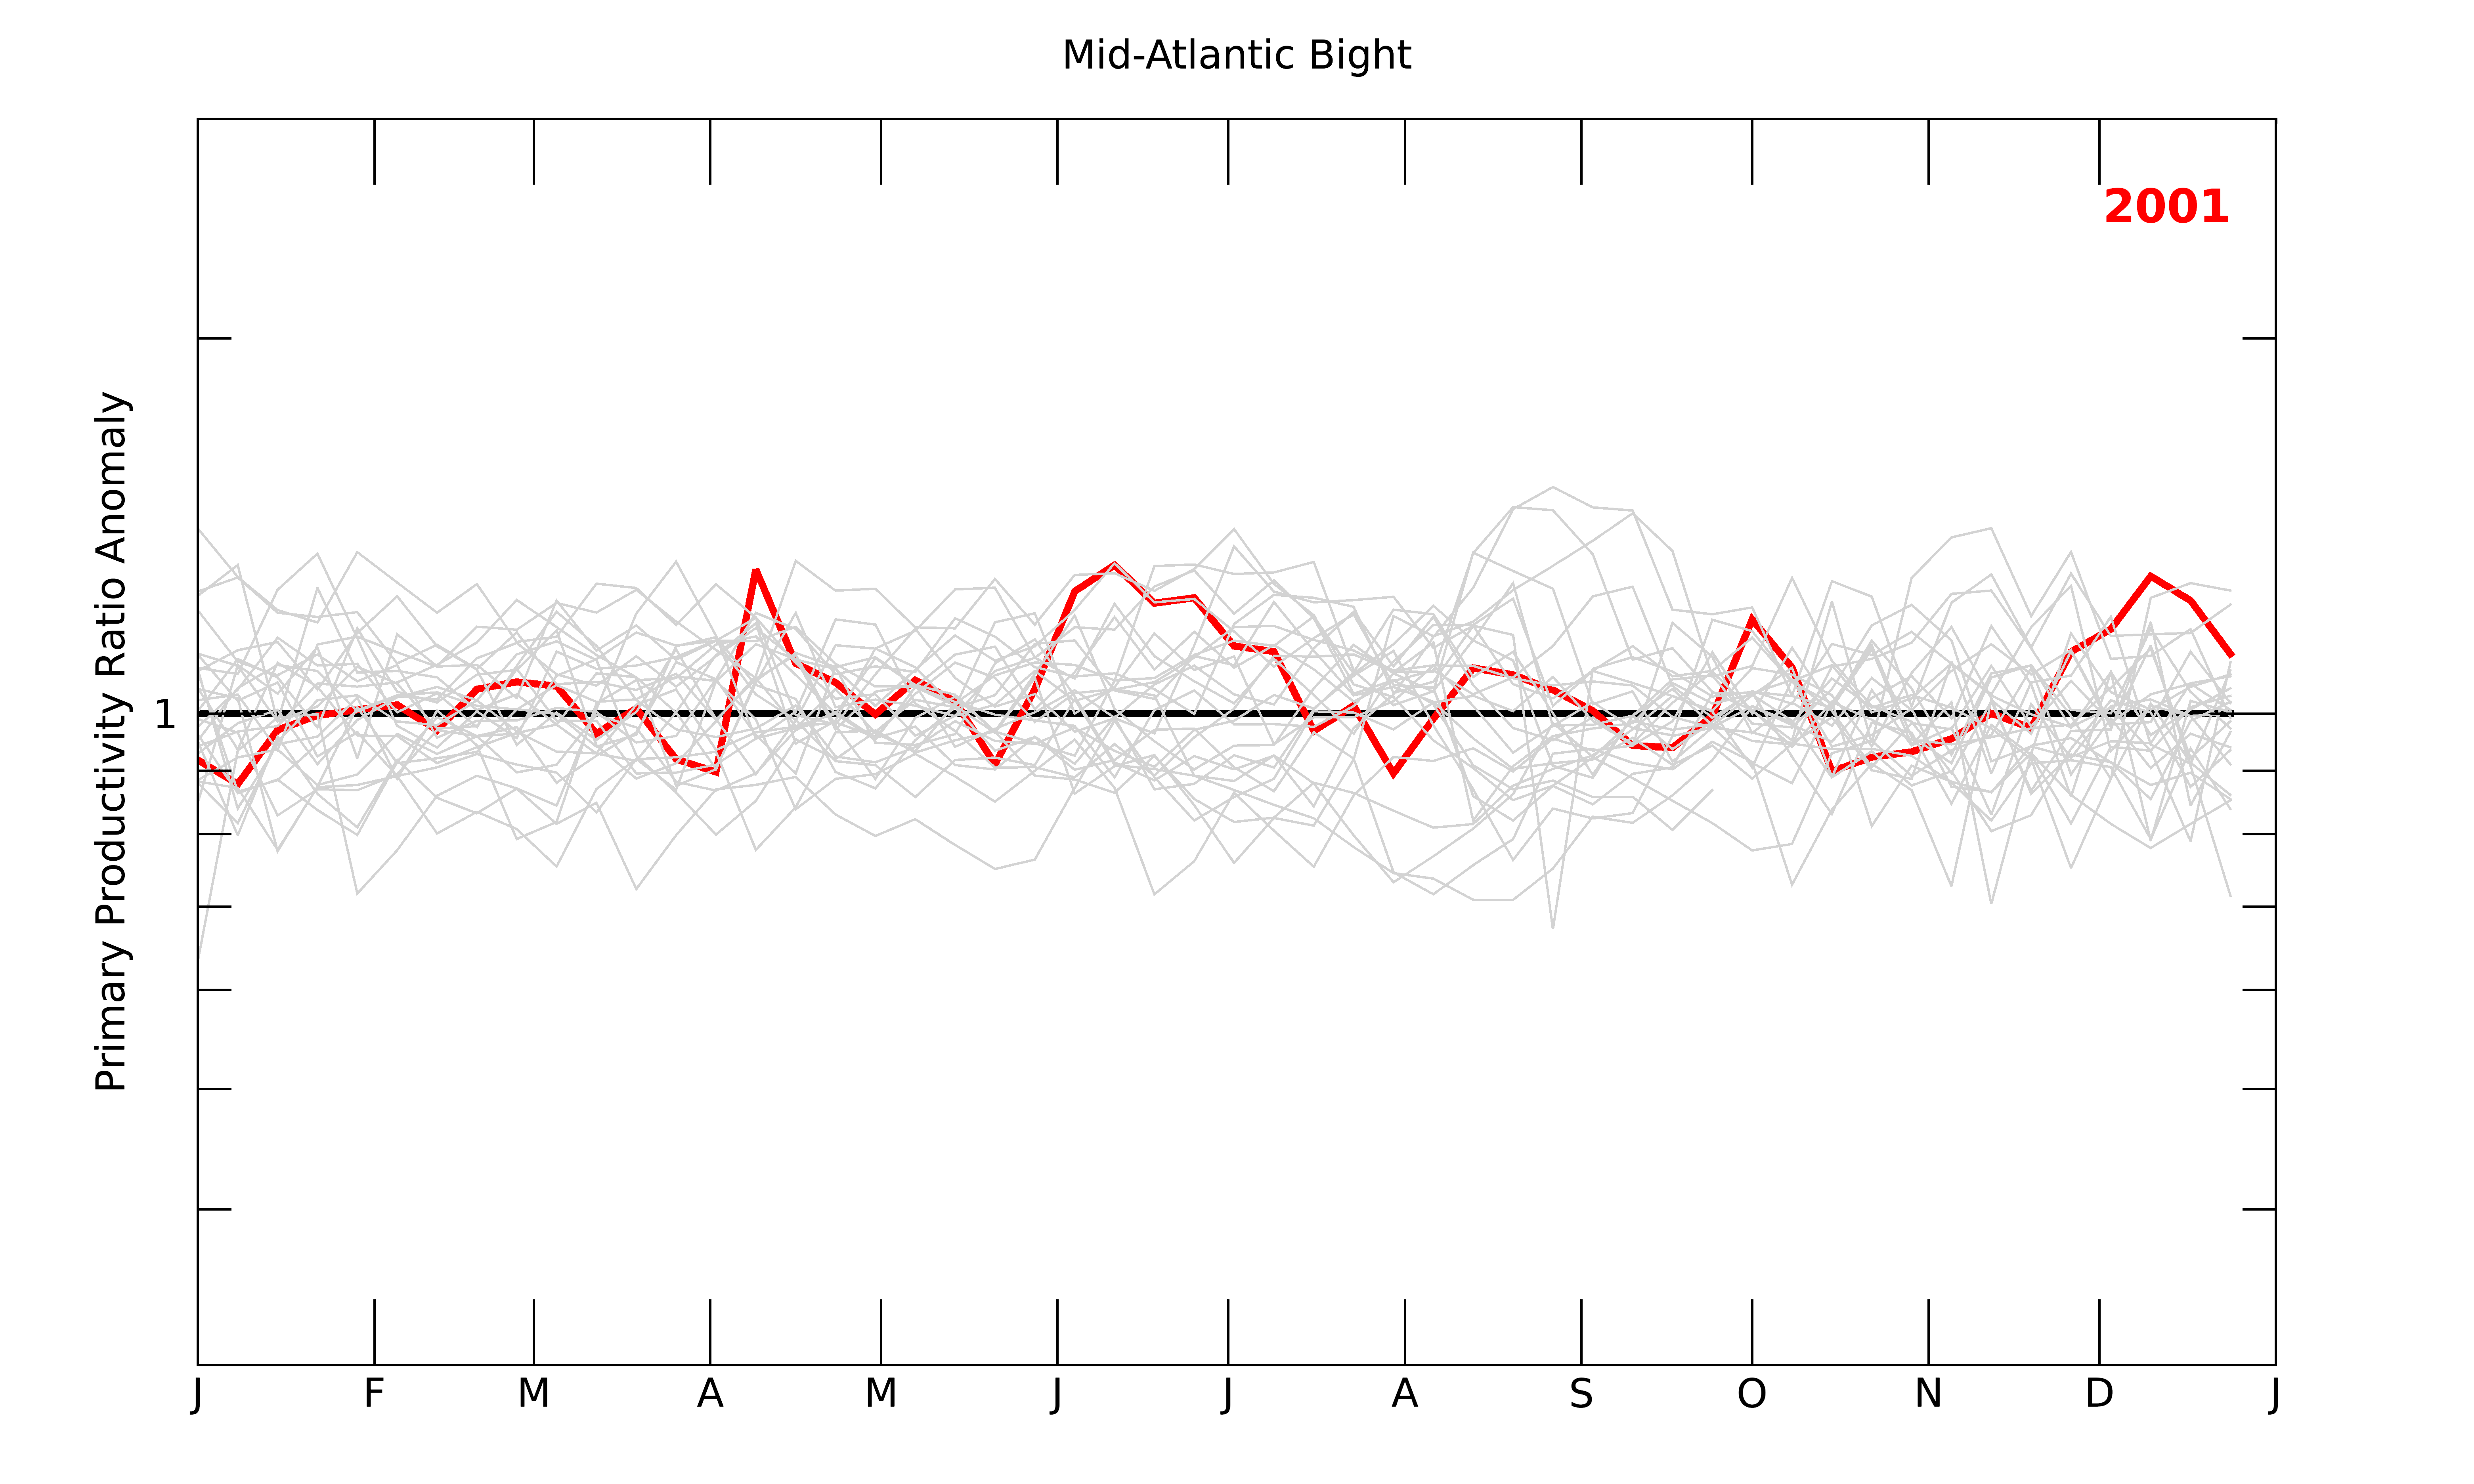 Mid-Atlantic Bight
2001
Primary Productivity Ratio Anomaly
1
J F M A M J J A S O N D J